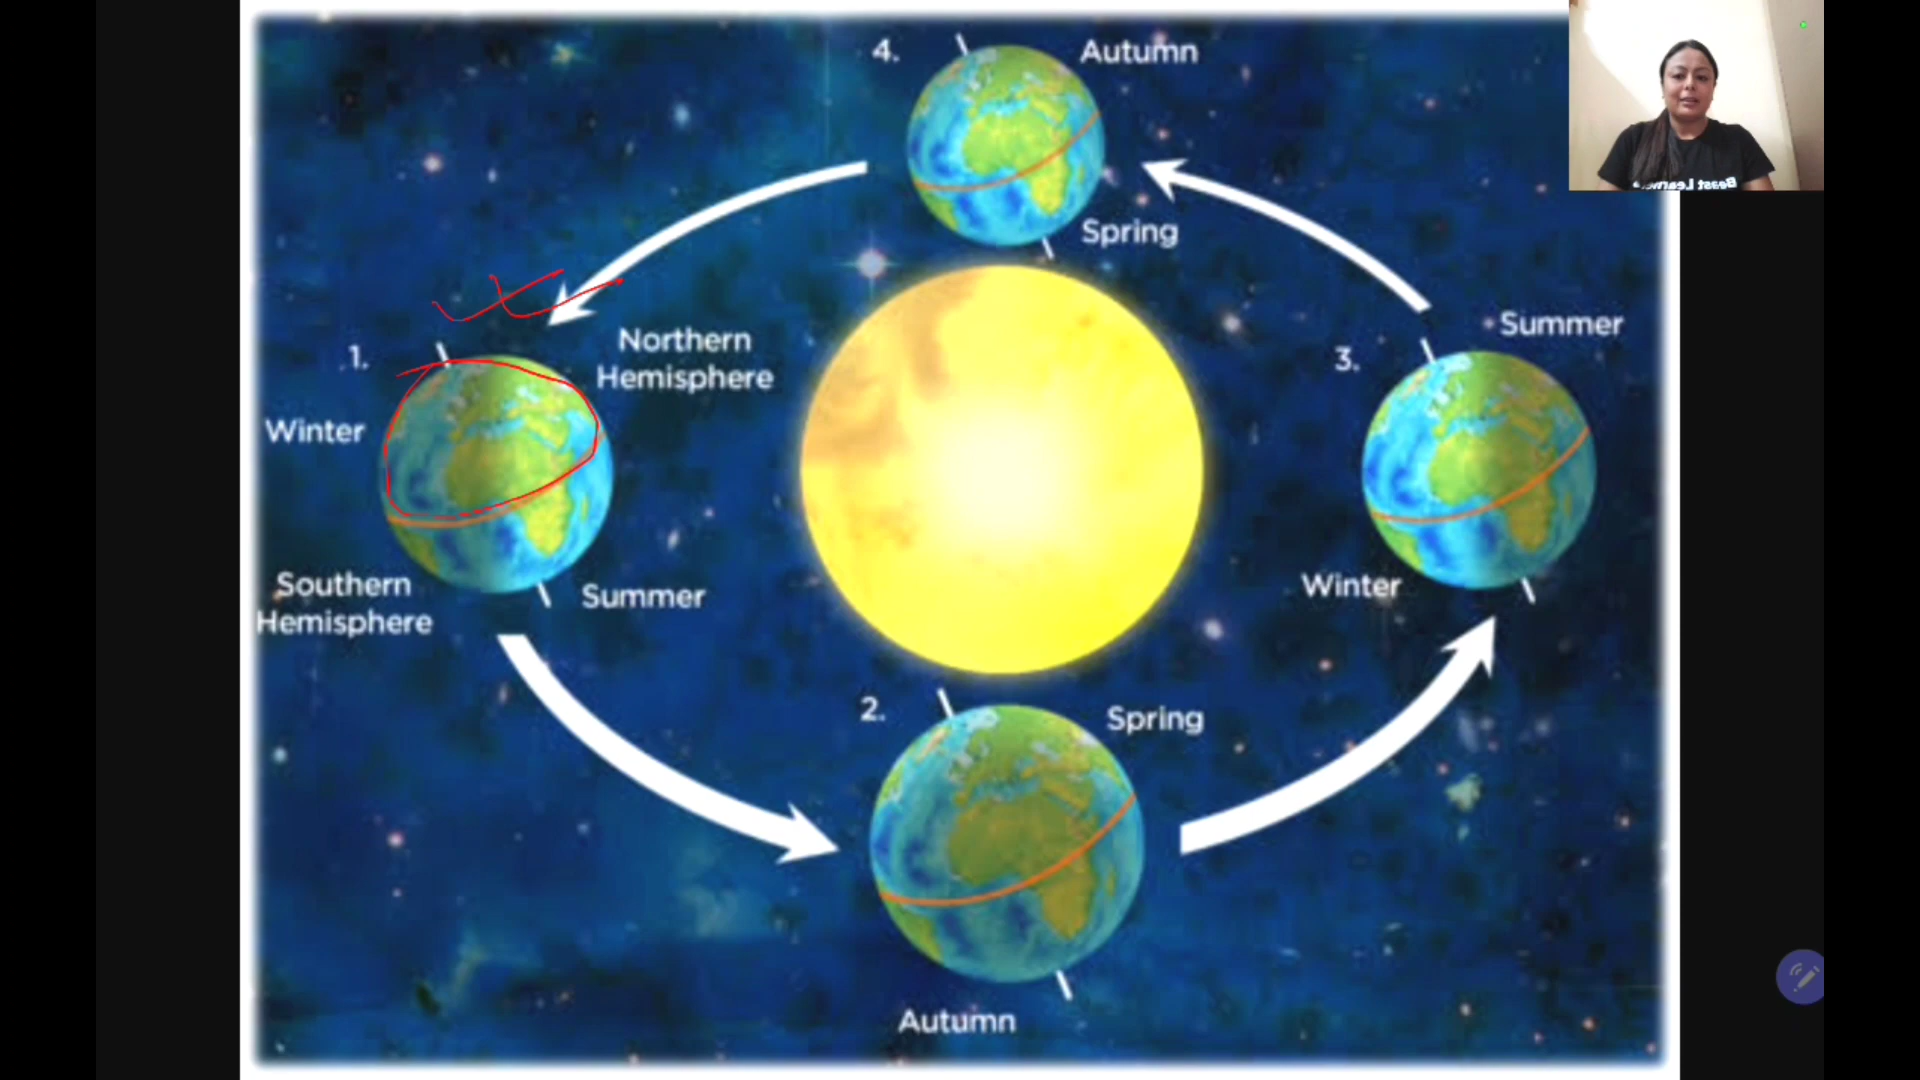 4.
Autumn
Spring
Northern
Hemisphere
1.
Winter
Southern
Hemisphere
Summer
3.
Summer
Winter
2.
Spring
Autumn